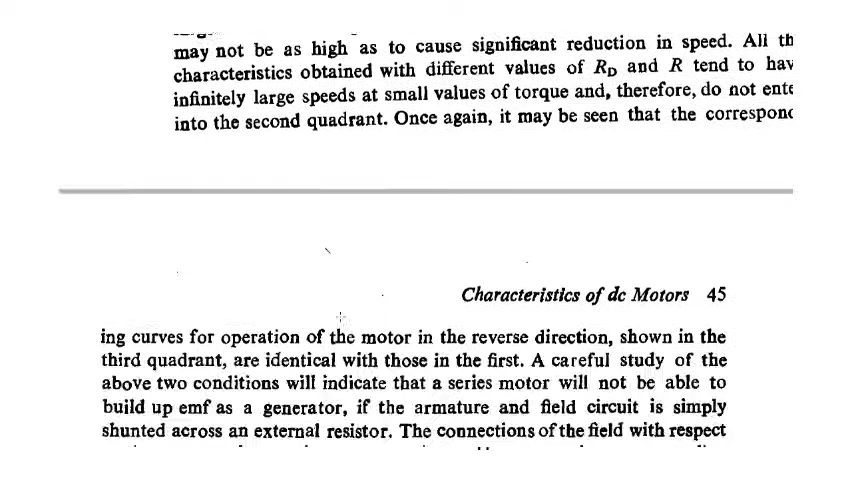 may not be as high as to cause significant reduction in speed. All th
characteristics obtained with different values of RD and R tend to hav
infinitely large speeds at small values of torque and, therefore, do not ente
into the second quadrant. Once again, it may be seen that the correspond
Characteristics of dc Motors 45
ing curves for operation of the motor in the reverse direction, shown in the
third quadrant, are identical with those in the first. A careful study of the
above two conditions will indicate that a series motor will not be able to
build up emf as a generator, if the armature and field circuit is simply
shunted across an external resistor. The connections of the field with respect